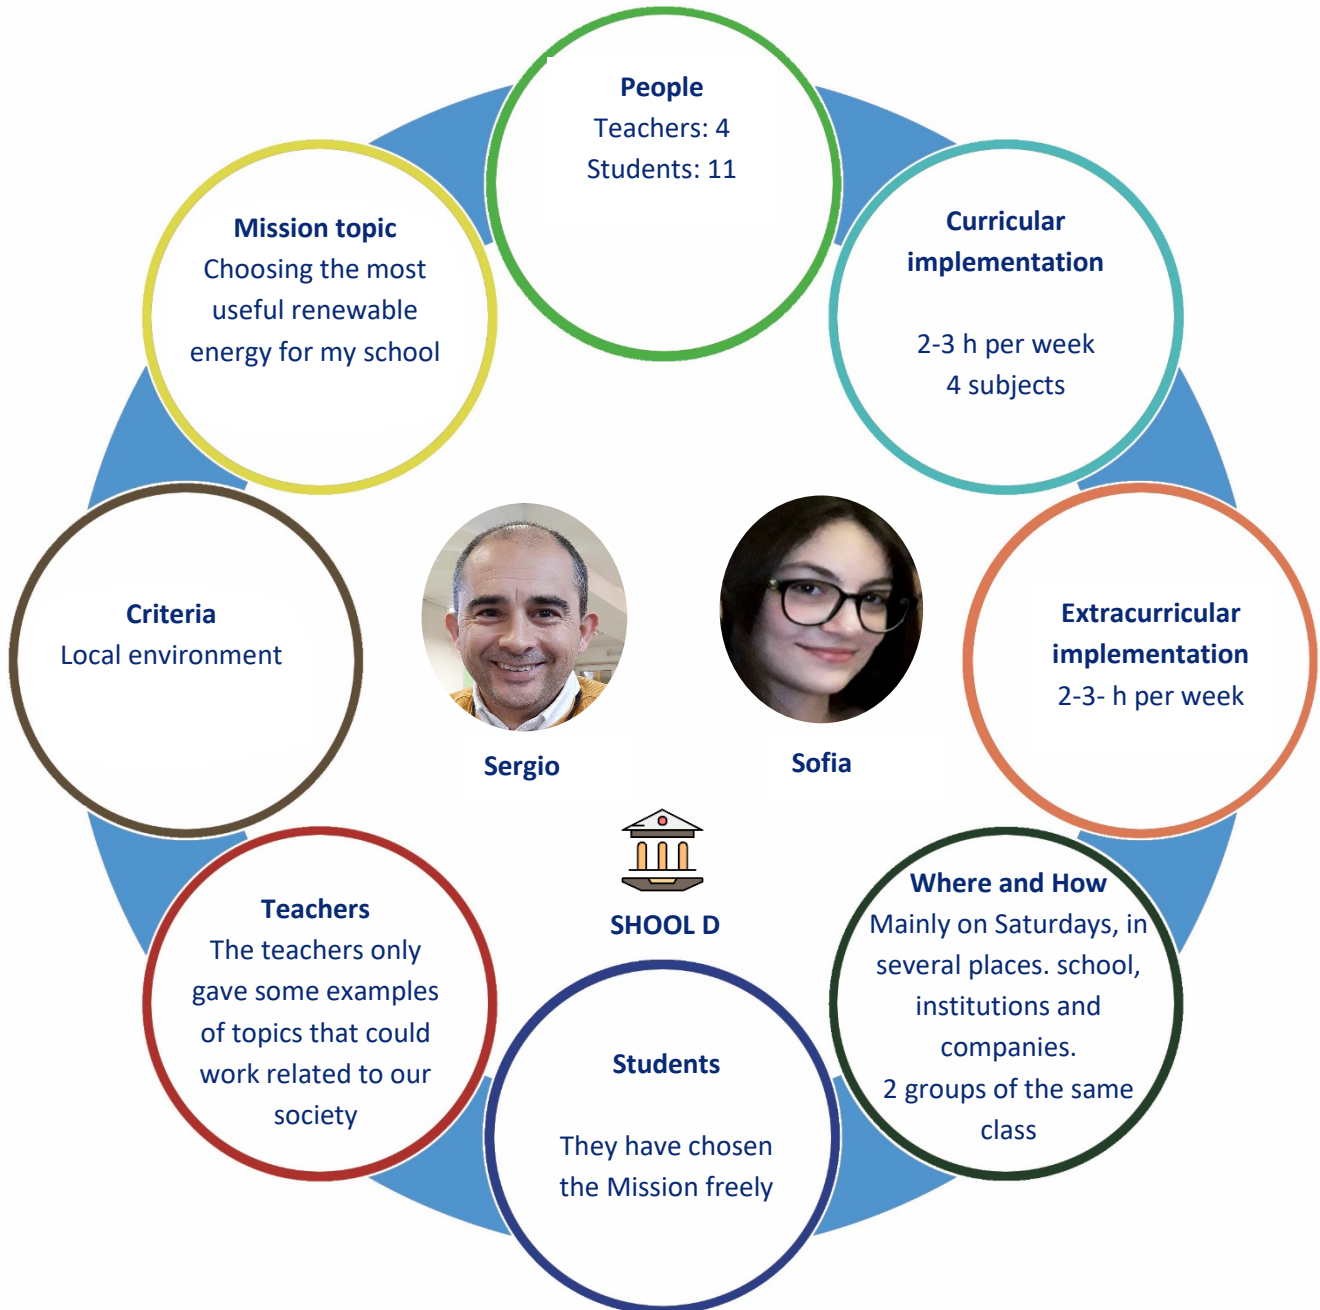 People
Teachers: 4
Students: 11
Curricular
implementation
2-3 h per week
4 subjects
Extracurricular
implementation
2-3- h per week
Where and How
Mainly on Saturdays, in
several places. school,
institutions and
companies.
2 groups of the same
class
Students
They have chosen
the Mission freely
Teachers
The teachers only
gave some examples
of topics that could
work related to our
society
Criteria
Local environment
Mission topic
Choosing the most
useful renewable
energy for my school
Sergio
Sofia
SHOOL D